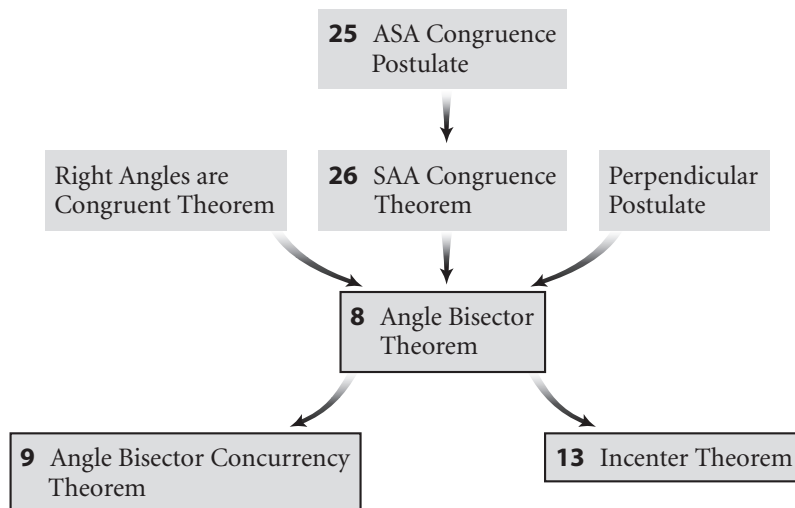 25 ASA Congruence
Postulate
Right Angles are
Congruent Theorem
26 SAA Congruence
Theorem
Perpendicular
Postulate
8 Angle Bisector
Theorem
9 Angle Bisector Concurrency
Theorem
13 Incenter Theorem